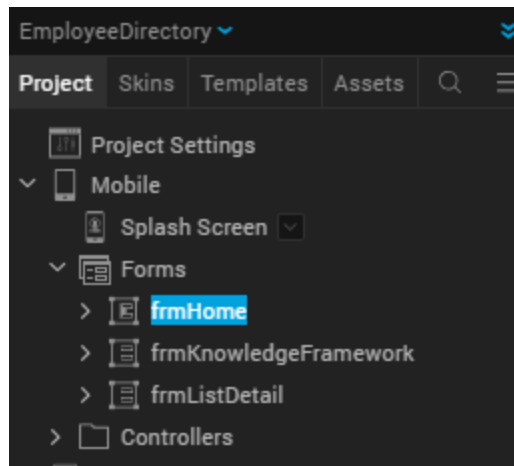 EmployeeDirectory
Project Skins Templates Assets
Project Settings
Mobile
Splash Screen
Forms
frmHome
frmKnowledgeFramework
frmListDetail
Controllers